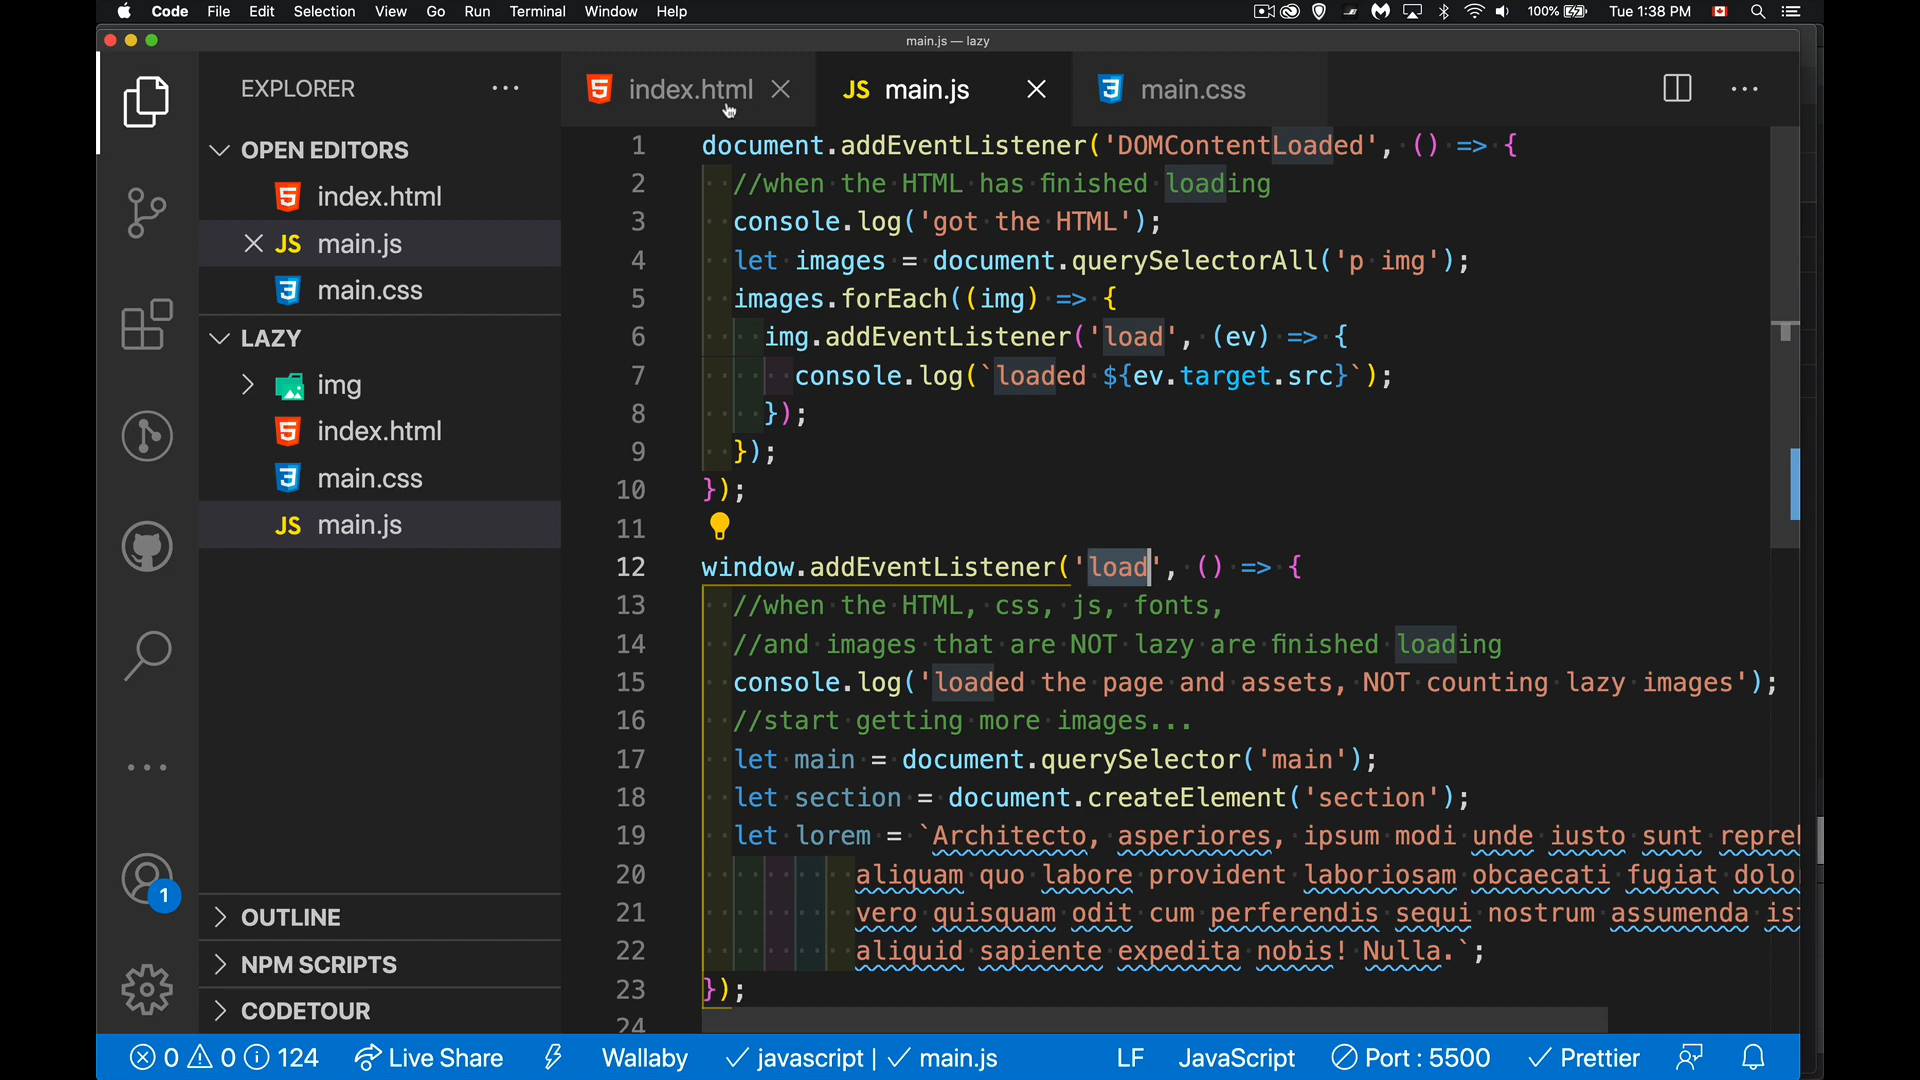 Code File Edit Selection View Go Run Terminal Window Help 100% Tue 1:38 PM
main.js — lazy
EXPLORER
OPEN EDITORS
index.html
JS main.js
main.css
LAZY
img
index.html
main.css
JS main.js
OUTLINE
NPM SCRIPTS
CODETOUR
1
index.html JS main.js main.css
1 document.addEventListener('DOMContentLoaded', () => {
2 //when the HTML has finished loading
3 console.log('got the HTML');
4 let images = document.querySelectorAll('p img');
5 images.forEach((img) => {
6 img.addEventListener('load', (ev) => {
7 console.log(`loaded ${ev.target.src}`);
8 });
9 });
10 });
11
12 window.addEventListener('load', () => {
13 //when the HTML, css, js, fonts,
14 //and images that are NOT lazy are finished loading
15 console.log('loaded the page and assets, NOT counting lazy images');
16 //start getting more images...
17 let main = document.querySelector('main');
18 let section = document.createElement('section');
19 let lorem = `Architecto, asperiores, ipsum modi unde iusto sunt
20 aliquam quo labore provident laboriosam obcaecati fugiat
21 vero quisquam odit cum perferendis sequi nostrum assumenda
22 aliquid sapiente expedita nobis! Nulla.`;
23 });
24
0 0 124 Live Share Wallaby javascript | main.js LF JavaScript Port : 5500 Prettier